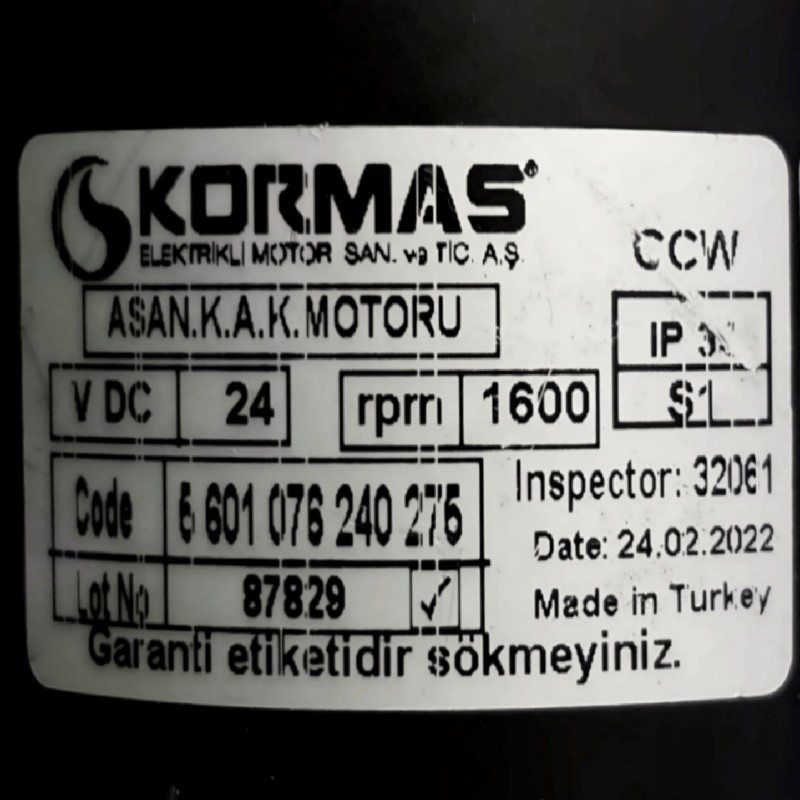 KORMAS®
ELEKTRİKLİ MOTOR SAN. ve TİC. A.Ş.
CCW
ASAN.K.A.K.MOTORU
IP
V DC 24 rpm 1600
S1
Code 6 601 076 240 275
Inspector: 32061
Date: 24.02.2022
Lot No 87829 ✓
Made in Turkey
Garanti etiketidir sökmeyiniz.